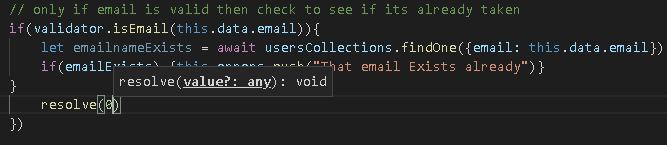 // only if email is valid then check to see if its already taken
if(validator.isEmail(this.data.email)){
let emailnameExists = await usersCollections.findOne({email: this.data.email})
if(emailExists) {this.errors.push("That email Exists already")}
resolve(value?: any): void
}
resolve(0)
})